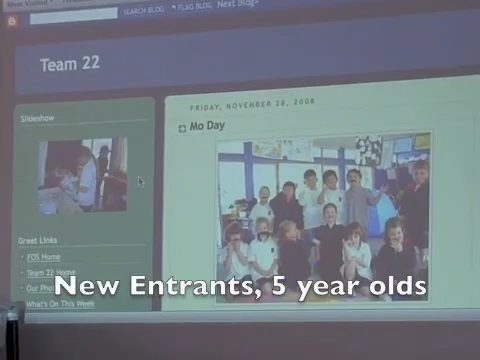 SEARCH BLOG FLAG BLOG Next Blog»
Team 22
Slideshow
FRIDAY, NOVEMBER 28, 2008
Mo Day
Great Links
FOS Home
Team 22 Home
Our
What's On This Week
New Entrants, 5 year olds